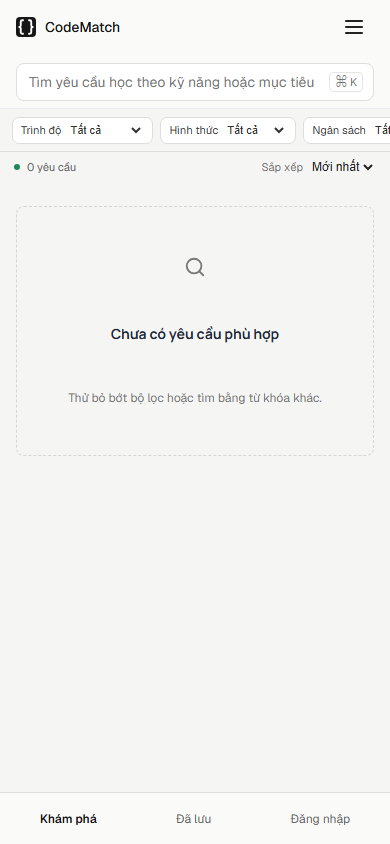 {} CodeMatch
Tìm yêu cầu học theo kỹ năng hoặc mục tiêu ⌘ K
Trình độ Tất cả Hình thức Tất cả Ngân sách Tất
0 yêu cầu Sắp xếp Mới nhất
Chưa có yêu cầu phù hợp
Thử bỏ bớt bộ lọc hoặc tìm bằng từ khóa khác.
Khám phá Đã lưu Đăng nhập